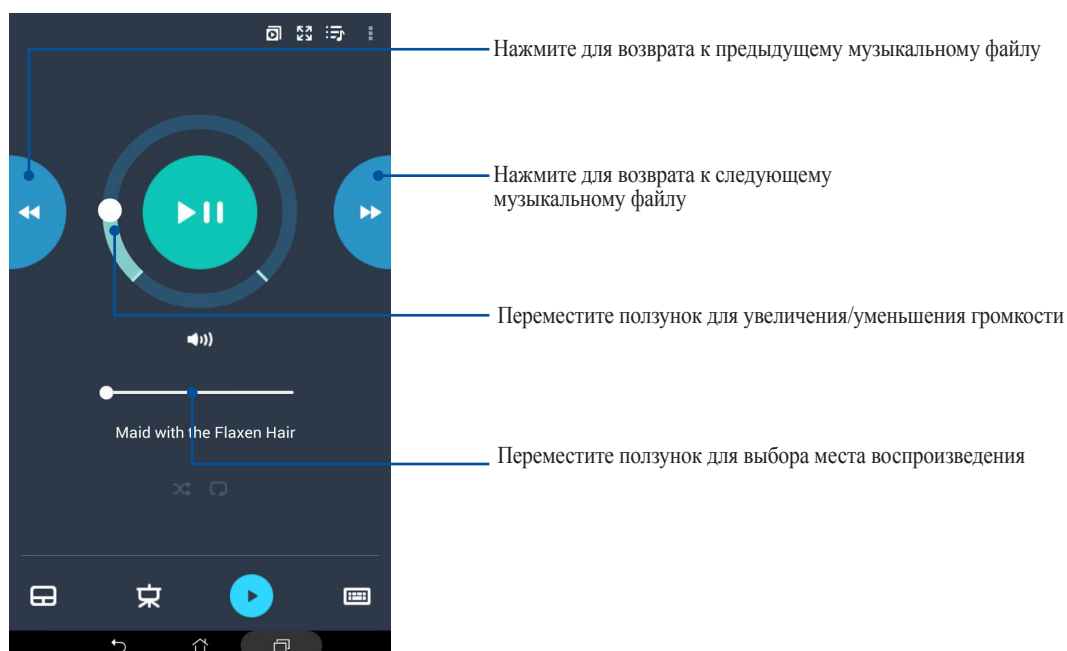 Нажмите для возврата к предыдущему музыкальному файлу
Нажмите для возврата к следующему
музыкальному файлу
Переместите ползунок для увеличения/уменьшения громкости
Maid with the Flaxen Hair
Переместите ползунок для выбора места воспроизведения